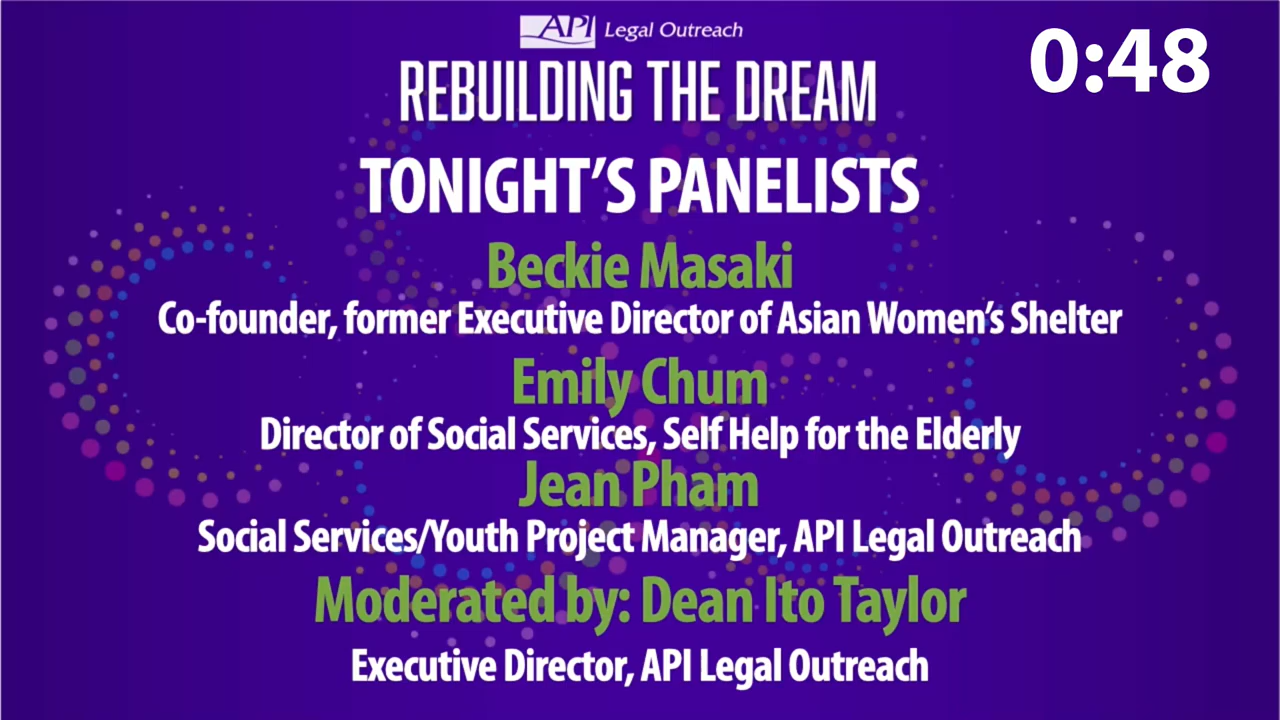 API Legal Outreach
0:48
REBUILDING THE DREAM
TONIGHT'S PANELISTS
Beckie Masaki
Co-founder, former Executive Director of Asian Women's Shelter
Emily Chum
Director of Social Services, Self Help for the Elderly
Jean Pham
Social Services/Youth Project Manager, API Legal Outreach
Moderated by: Dean Ito Taylor
Executive Director, API Legal Outreach